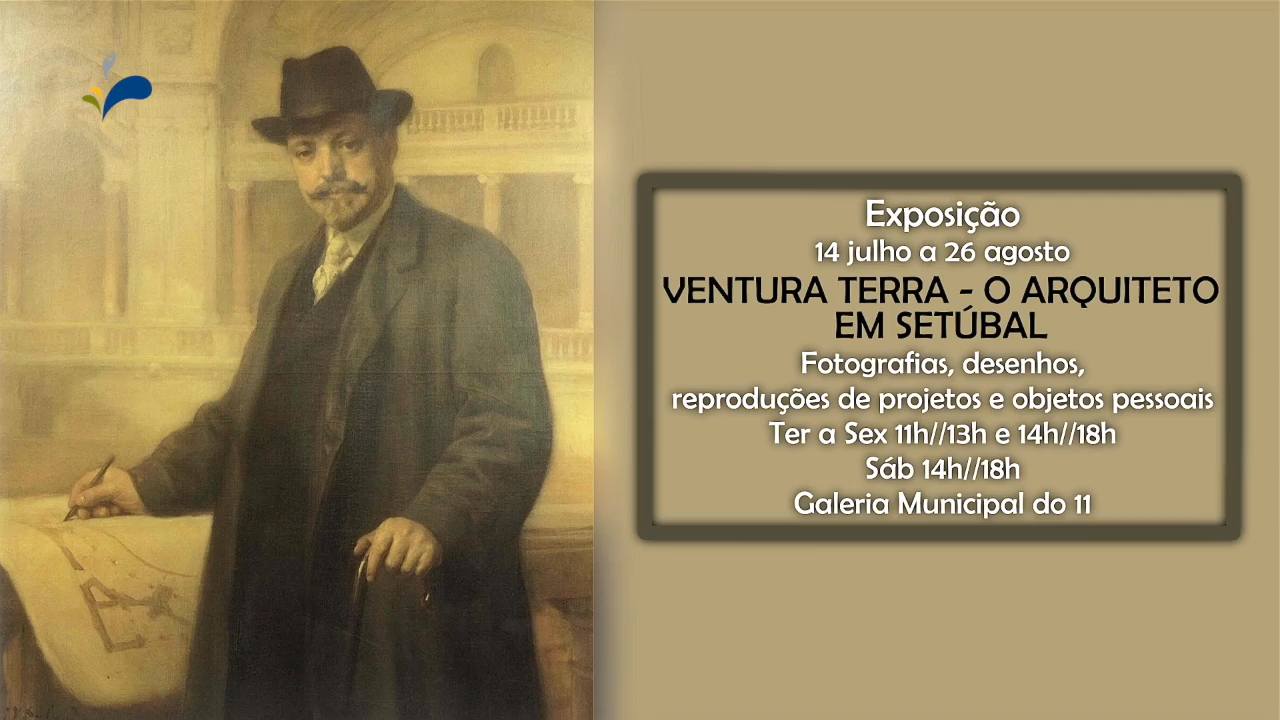 Exposição
14 julho a 26 agosto
VENTURA TERRA - O ARQUITETO
EM SETÚBAL
Fotografias, desenhos,
reproduções de projetos e objetos pessoais
Ter a Sex 11h//13h e 14h//18h
Sáb 14h//18h
Galeria Municipal do 11